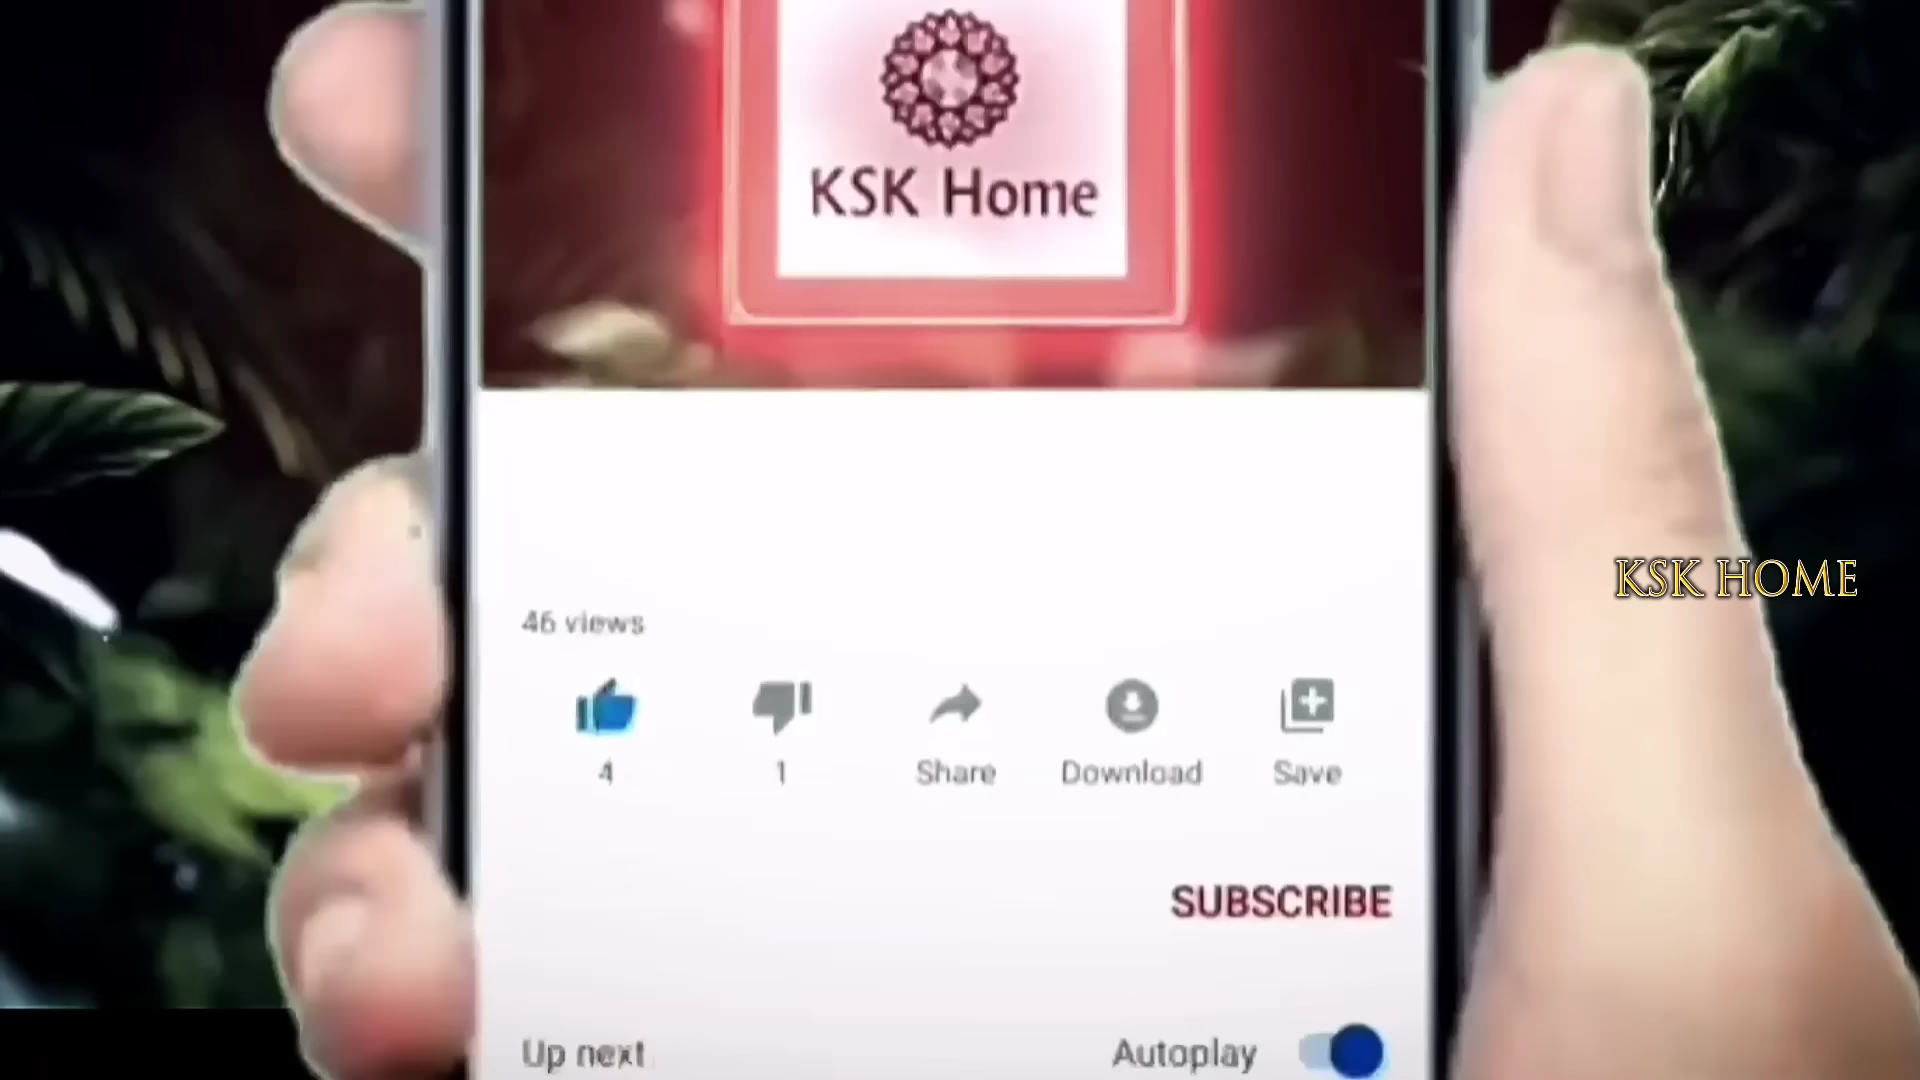 KSK Home
KSK HOME
46 views
4
1
Share
Download
Save
SUBSCRIBE
Up next
Autoplay